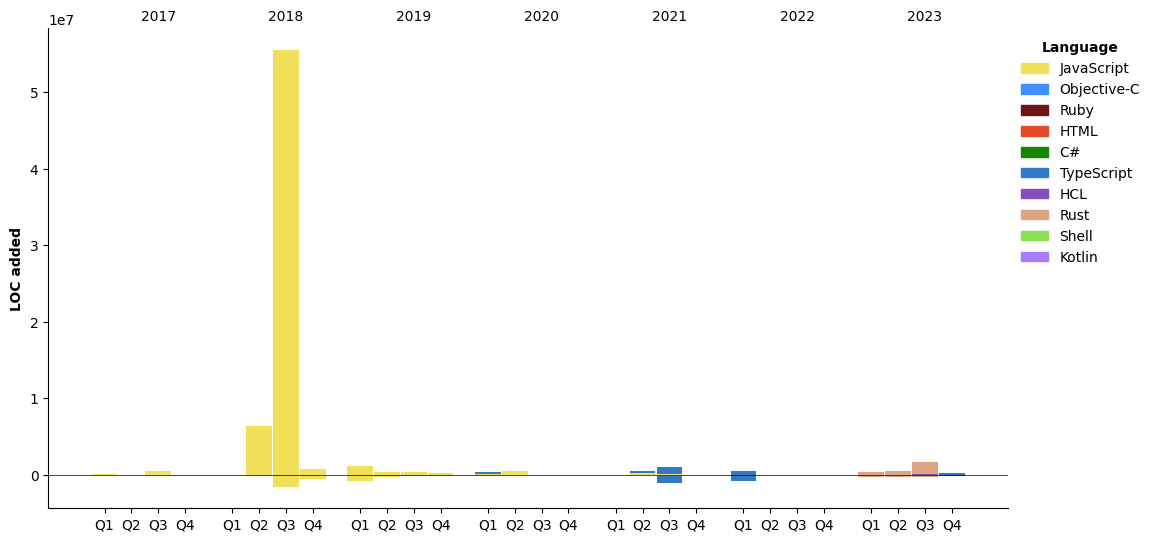 1e7
2017 2018 2019 2020 2021 2022 2023
Language
JavaScript
Objective-C
Ruby
HTML
C#
TypeScript
HCL
Rust
Shell
Kotlin
LOC added
5
4
3
2
1
0
Q1 Q2 Q3 Q4 Q1 Q2 Q3 Q4 Q1 Q2 Q3 Q4 Q1 Q2 Q3 Q4 Q1 Q2 Q3 Q4 Q1 Q2 Q3 Q4 Q1 Q2 Q3 Q4